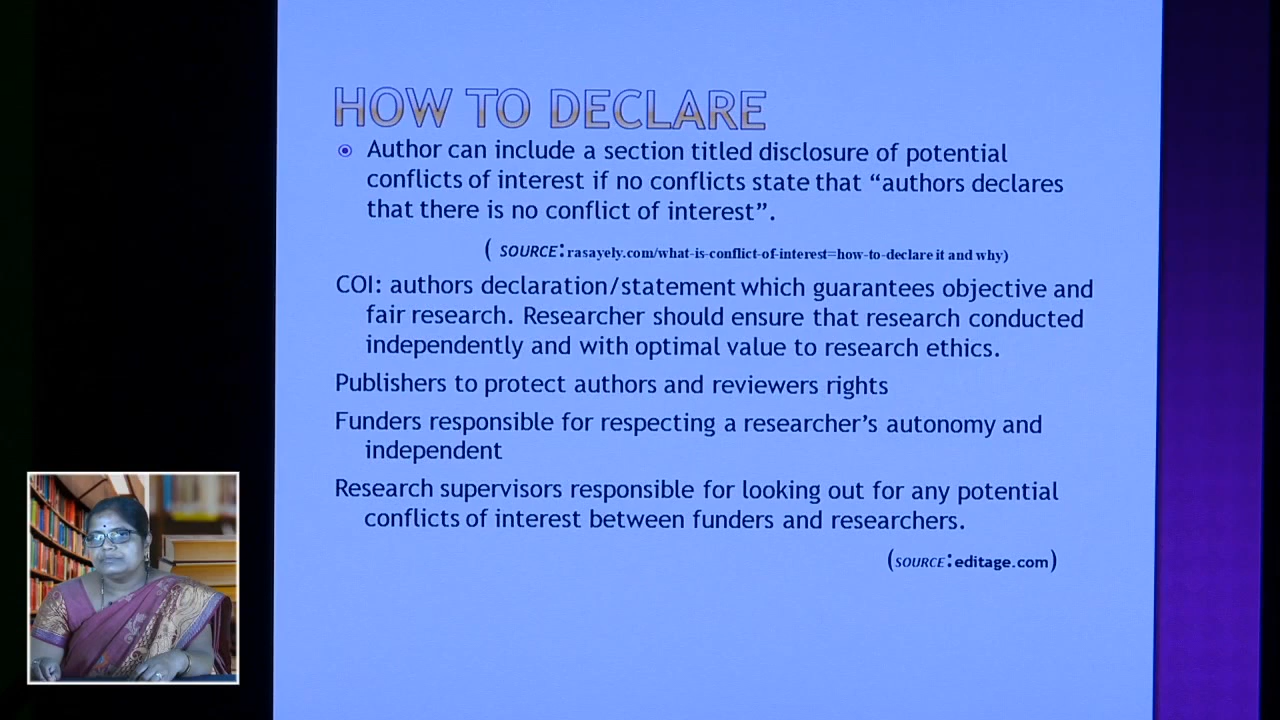 HOW TO DECLARE
Author can include a section titled disclosure of potential
conflicts of interest if no conflicts state that “authors declares
that there is no conflict of interest”.
( SOURCE:rasayely.com/what-is-conflict-of-interest=how-to-declare it and why)
COI: authors declaration/statement which guarantees objective and
fair research. Researcher should ensure that research conducted
independently and with optimal value to research ethics.
Publishers to protect authors and reviewers rights
Funders responsible for respecting a researcher’s autonomy and
independent
Research supervisors responsible for looking out for any potential
conflicts of interest between funders and researchers.
(SOURCE:editage.com)